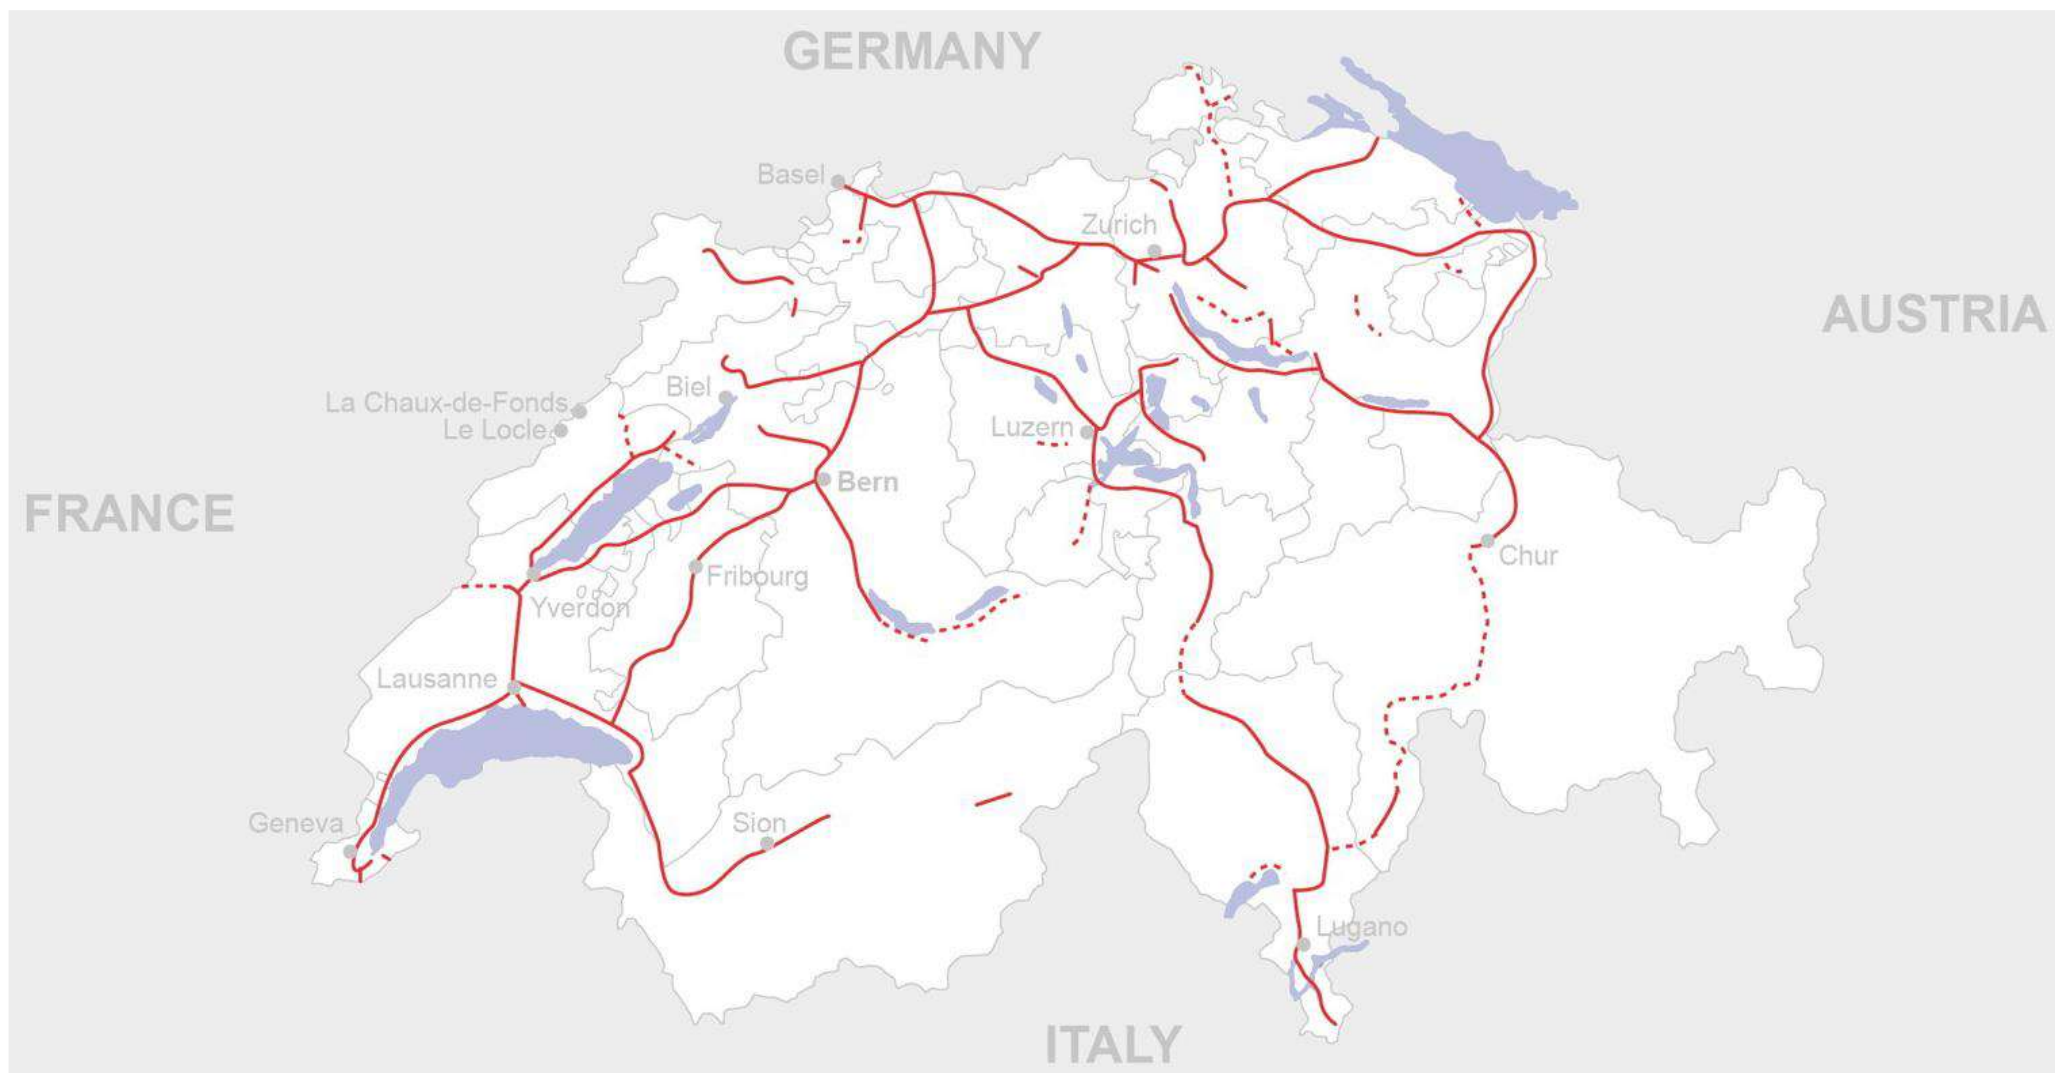 GERMANY
Basel
Zurich
AUSTRIA
Biel
La Chaux-de-Fonds
Le Locle
Luzern
Bern
FRANCE
Chur
Fribourg
Yverdon
Lausanne
Geneva
Sion
Lugano
ITALY